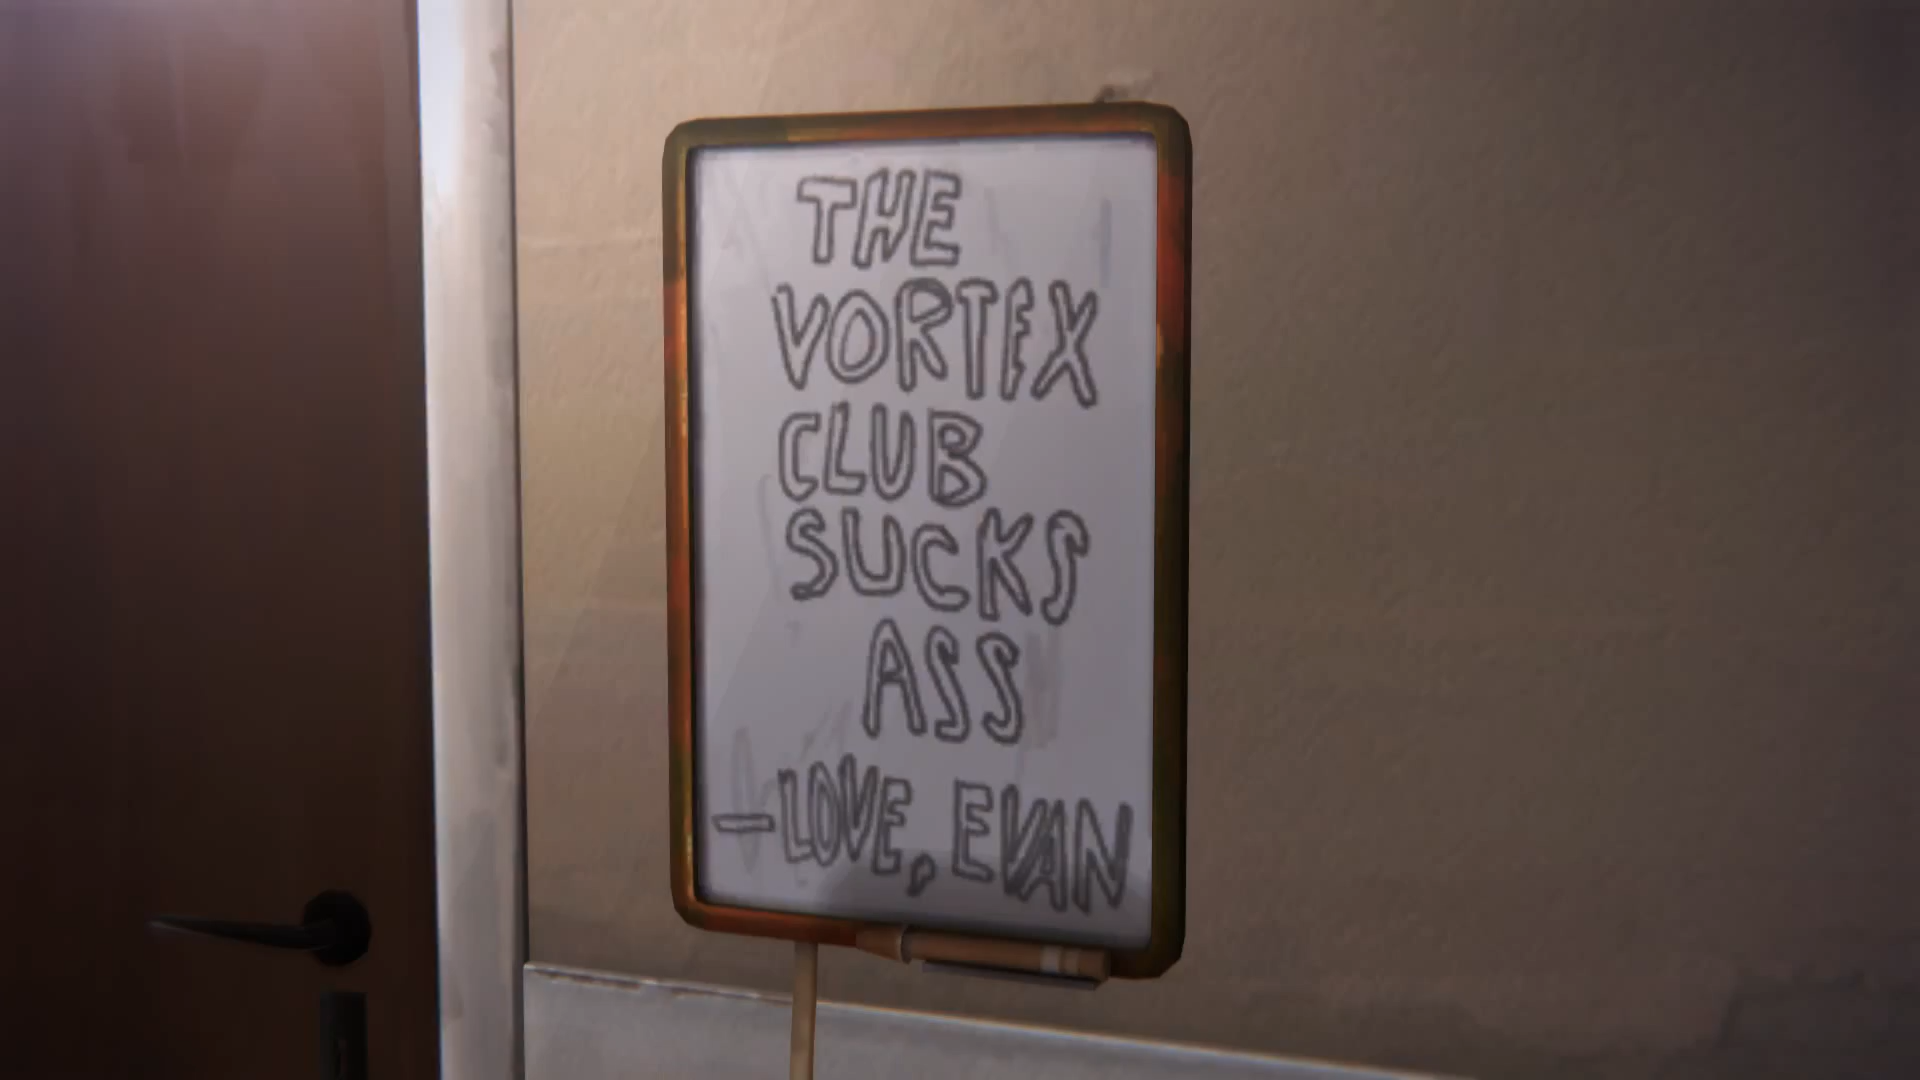 THE
VORTEX
CLUB
SUCKS
ASS
—LOVE, EVAN